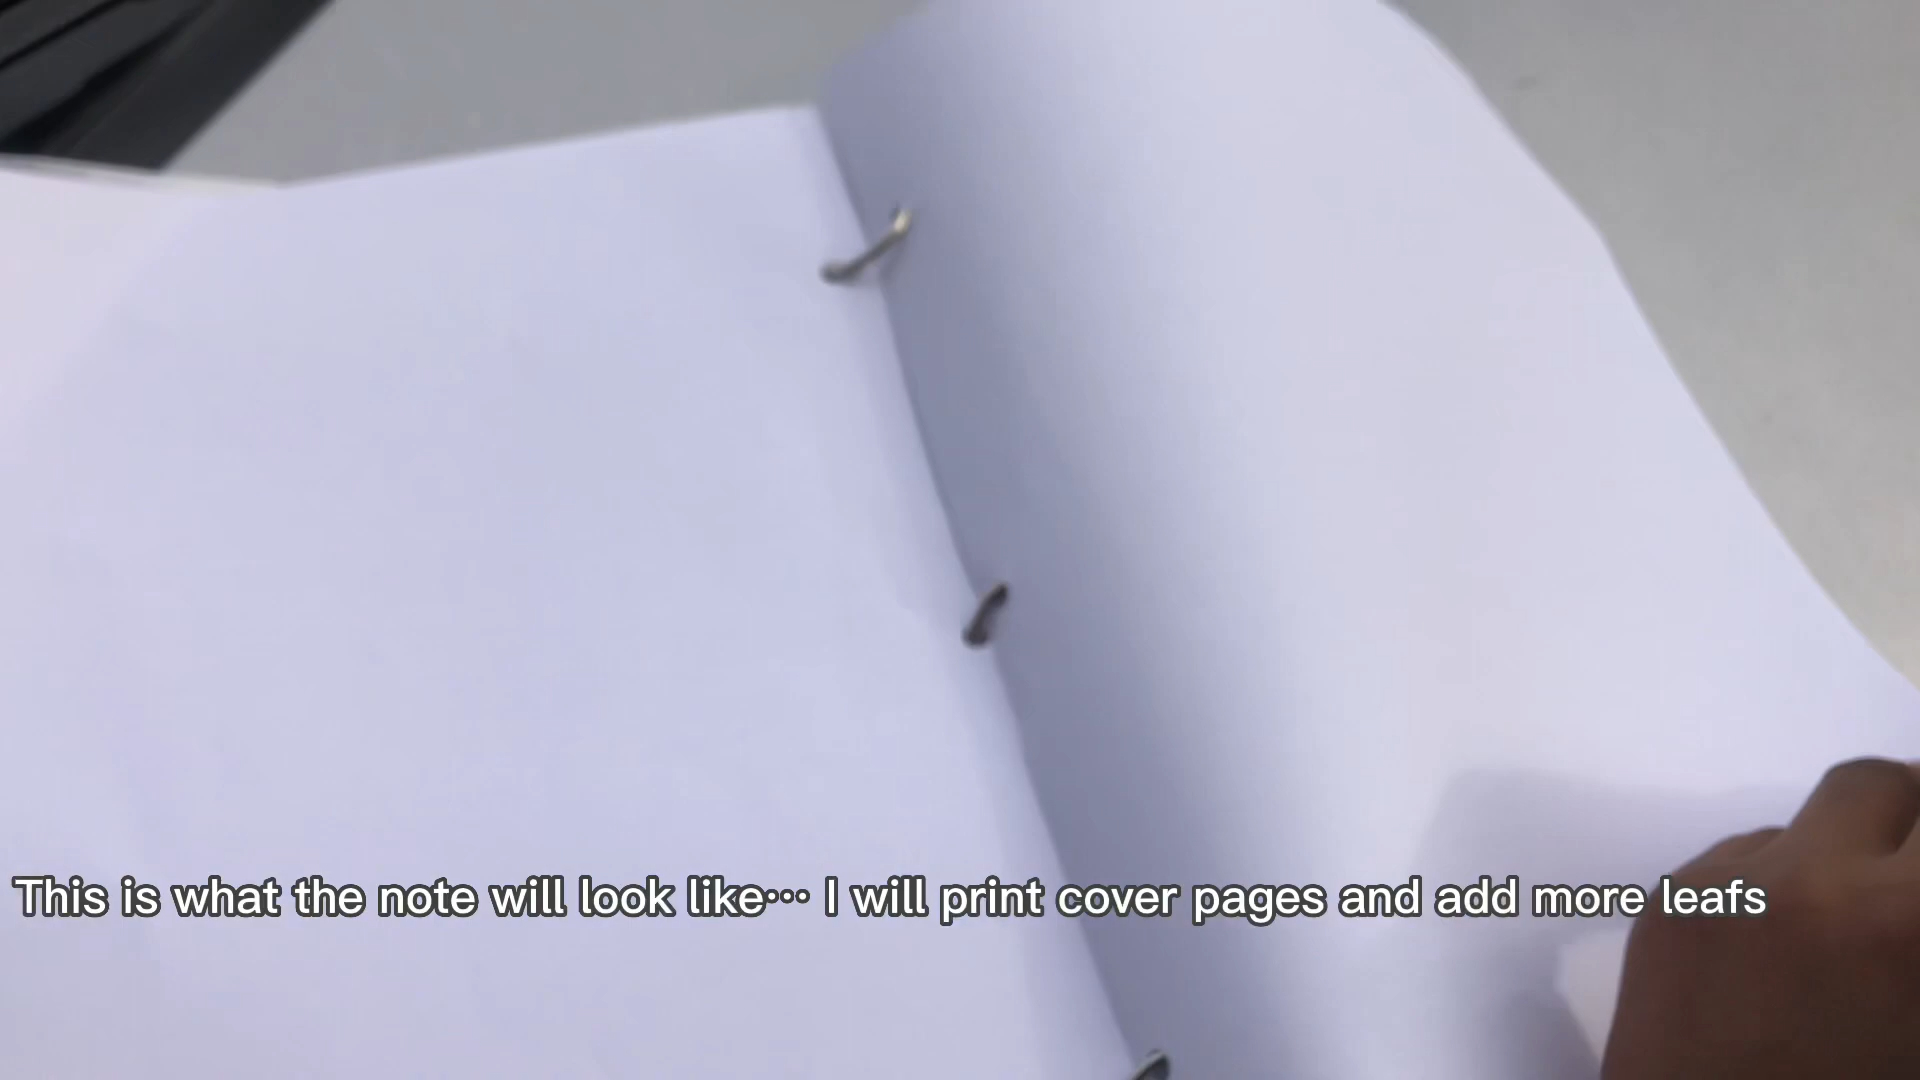 This is what the note will look like··· I will print cover pages and add more leafs